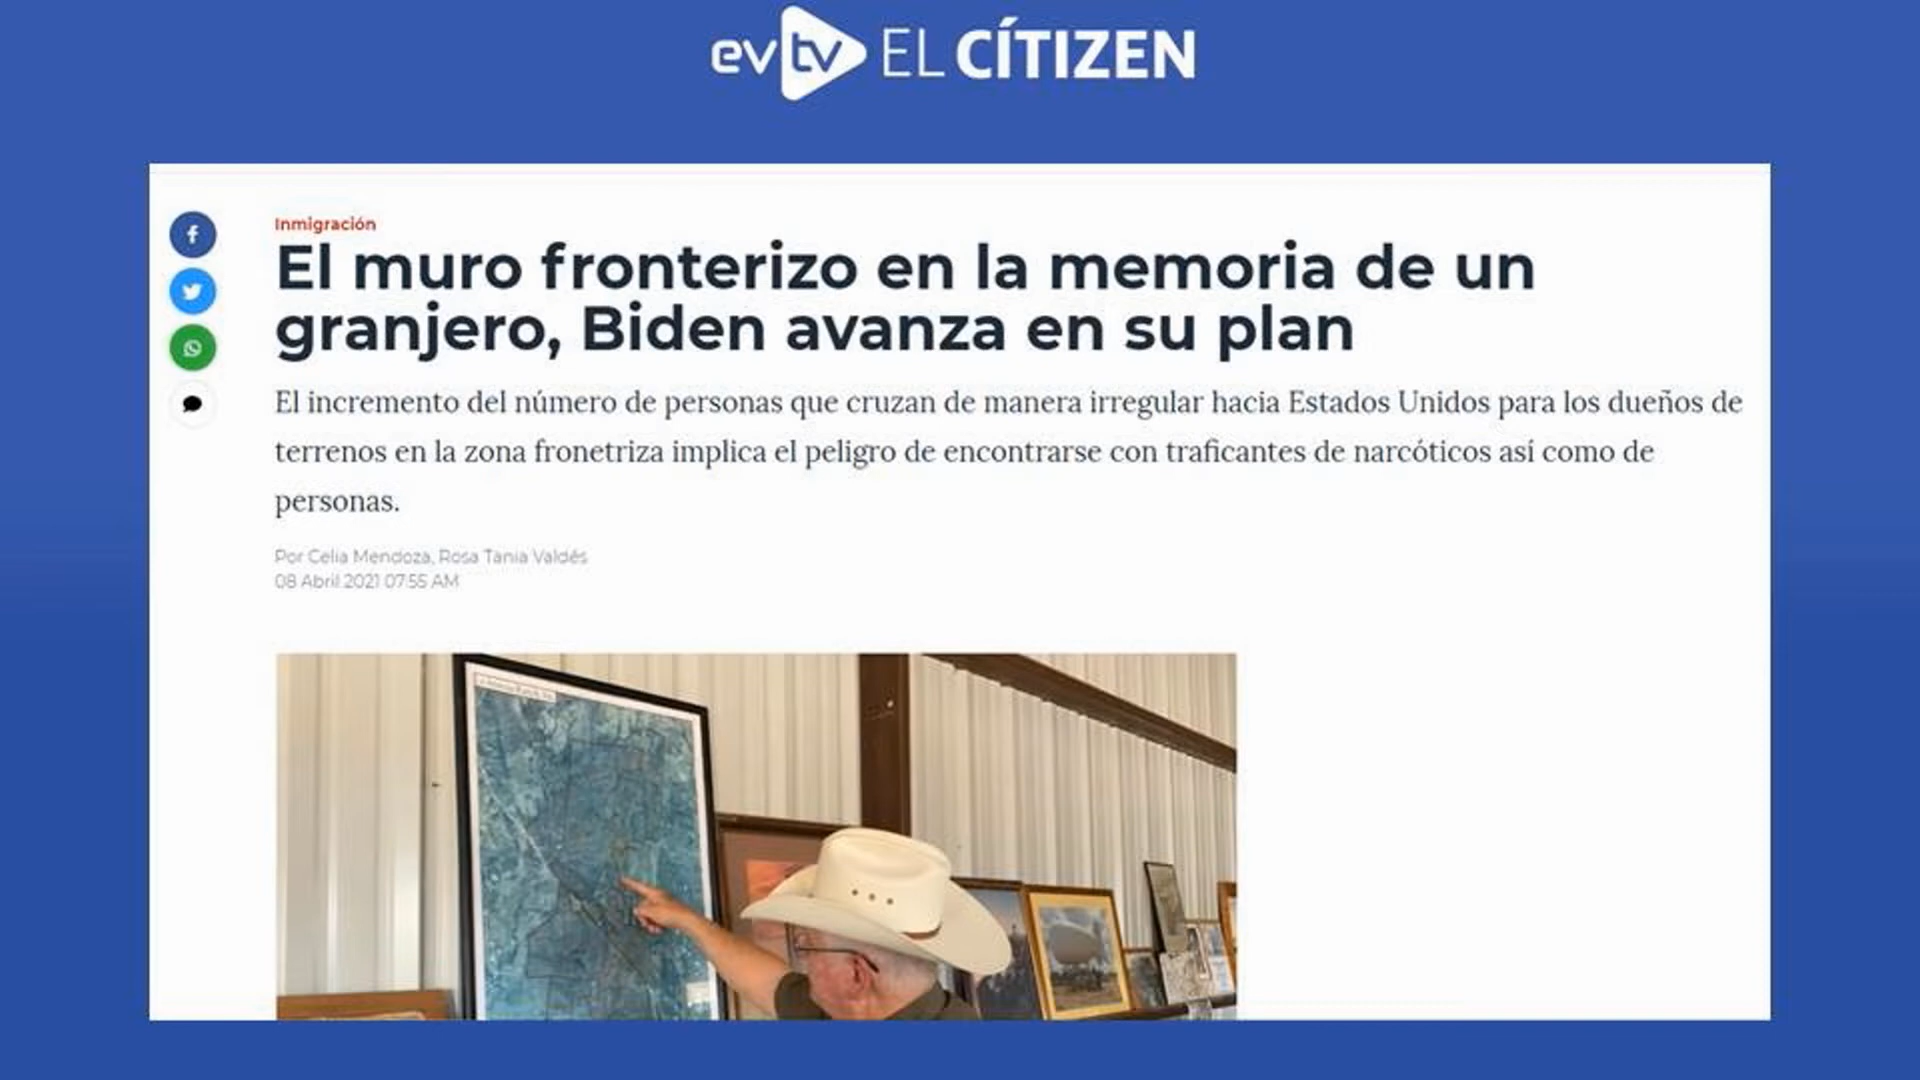 evtv EL CÍTIZEN
Inmigración
El muro fronterizo en la memoria de un
granjero, Biden avanza en su plan
El incremento del número de personas que cruzan de manera irregular hacia Estados Unidos para los dueños de
terrenos en la zona fronetriza implica el peligro de encontrarse con traficantes de narcóticos así como de
personas.
Por Celia Mendoza, Rosa Tania Valdés
08 Abril 2021 07:55 AM